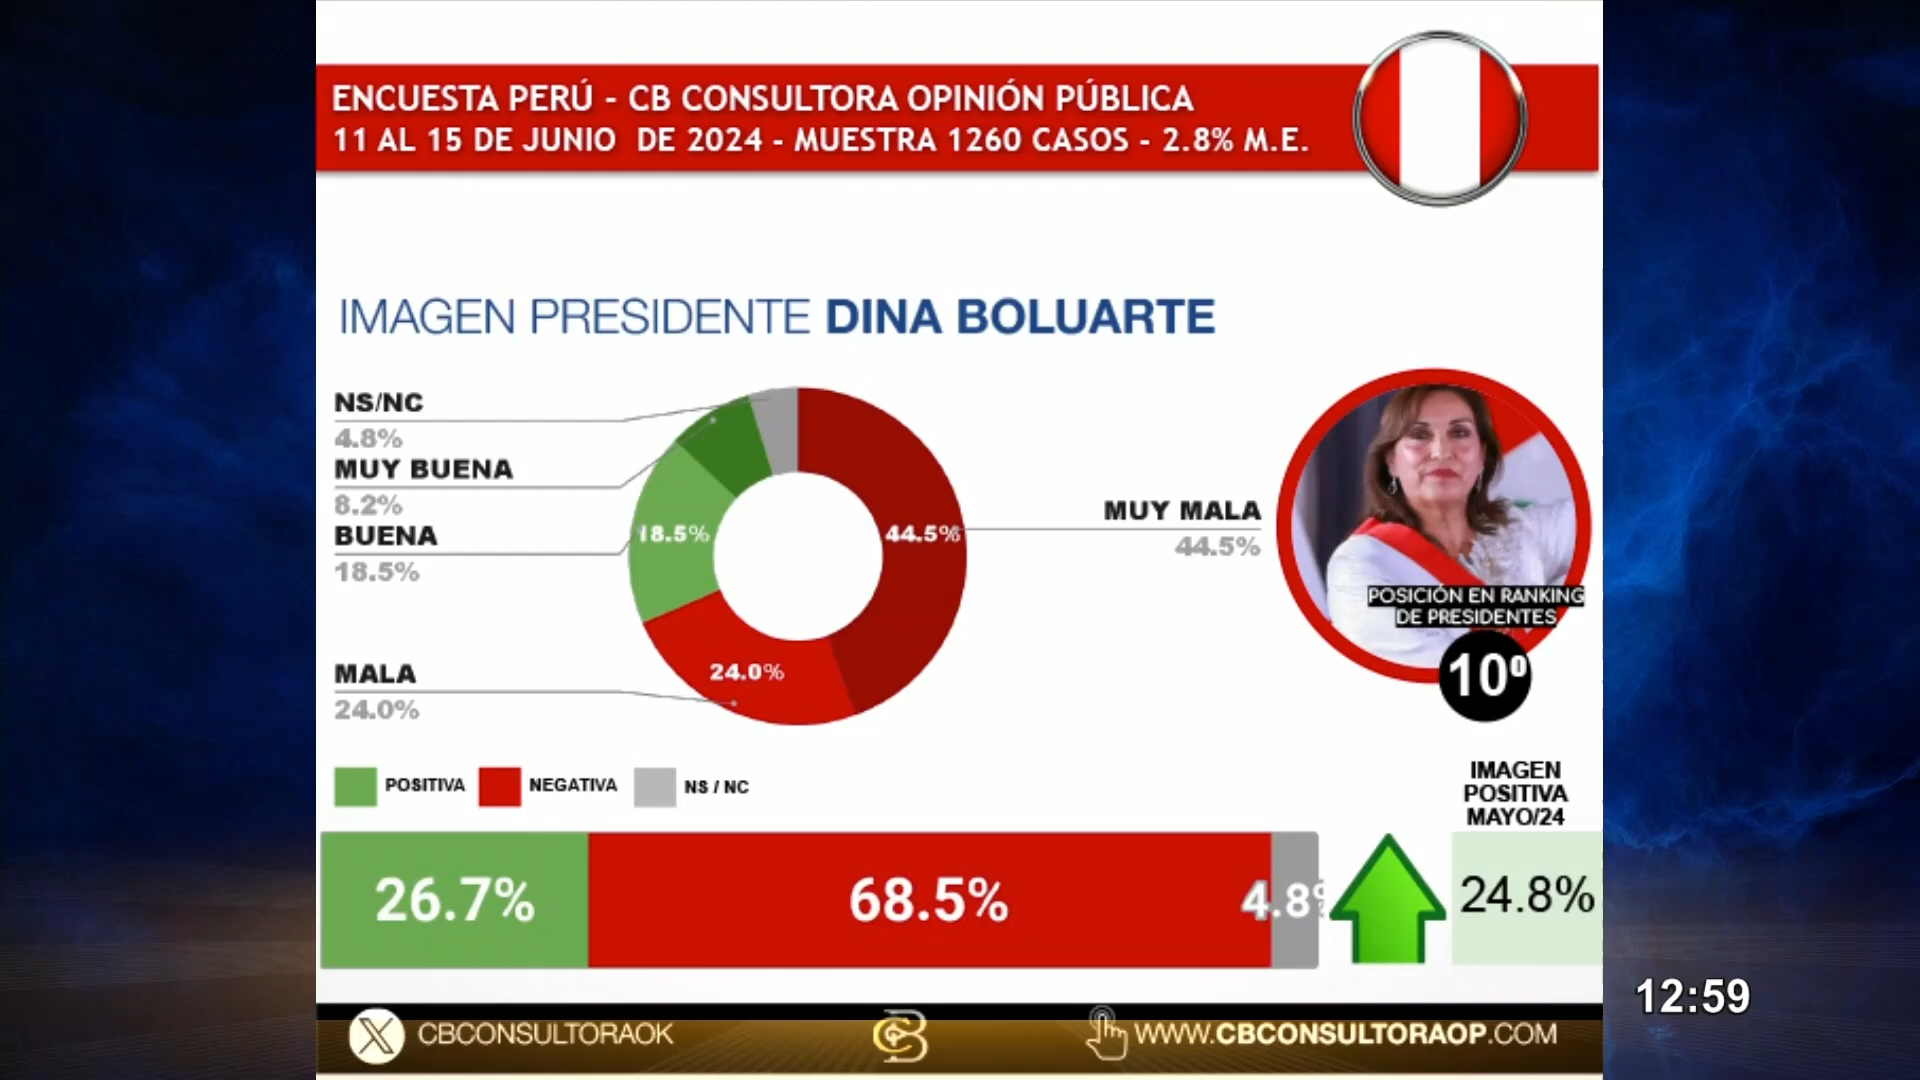 ENCUESTA PERÚ - CB CONSULTORA OPINIÓN PÚBLICA
11 AL 15 DE JUNIO DE 2024 - MUESTRA 1260 CASOS - 2.8% M.E.
IMAGEN PRESIDENTE DINA BOLUARTE
NS/NC
4.8%
MUY BUENA
8.2%
BUENA
18.5%
MALA
24.0%
18.5%
44.5%
24.0%
MUY MALA
44.5%
POSICIÓN EN RANKING
DE PRESIDENTES
10º
POSITIVA
NEGATIVA
NS / NC
IMAGEN
POSITIVA
MAYO/24
26.7%
68.5%
4.8%
24.8%
12:59
CBCONSULTORAOK
WWW.CBCONSULTORAOP.COM